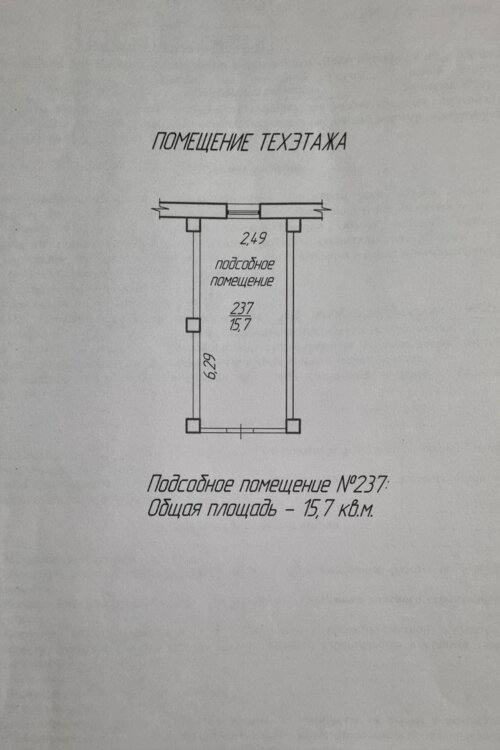 ПОМЕЩЕНИЕ ТЕХЭТАЖА
2,49
подсобное
помещение
237
15,7
6,29
Подсобное помещение №237:
Общая площадь – 15,7 кв.м.